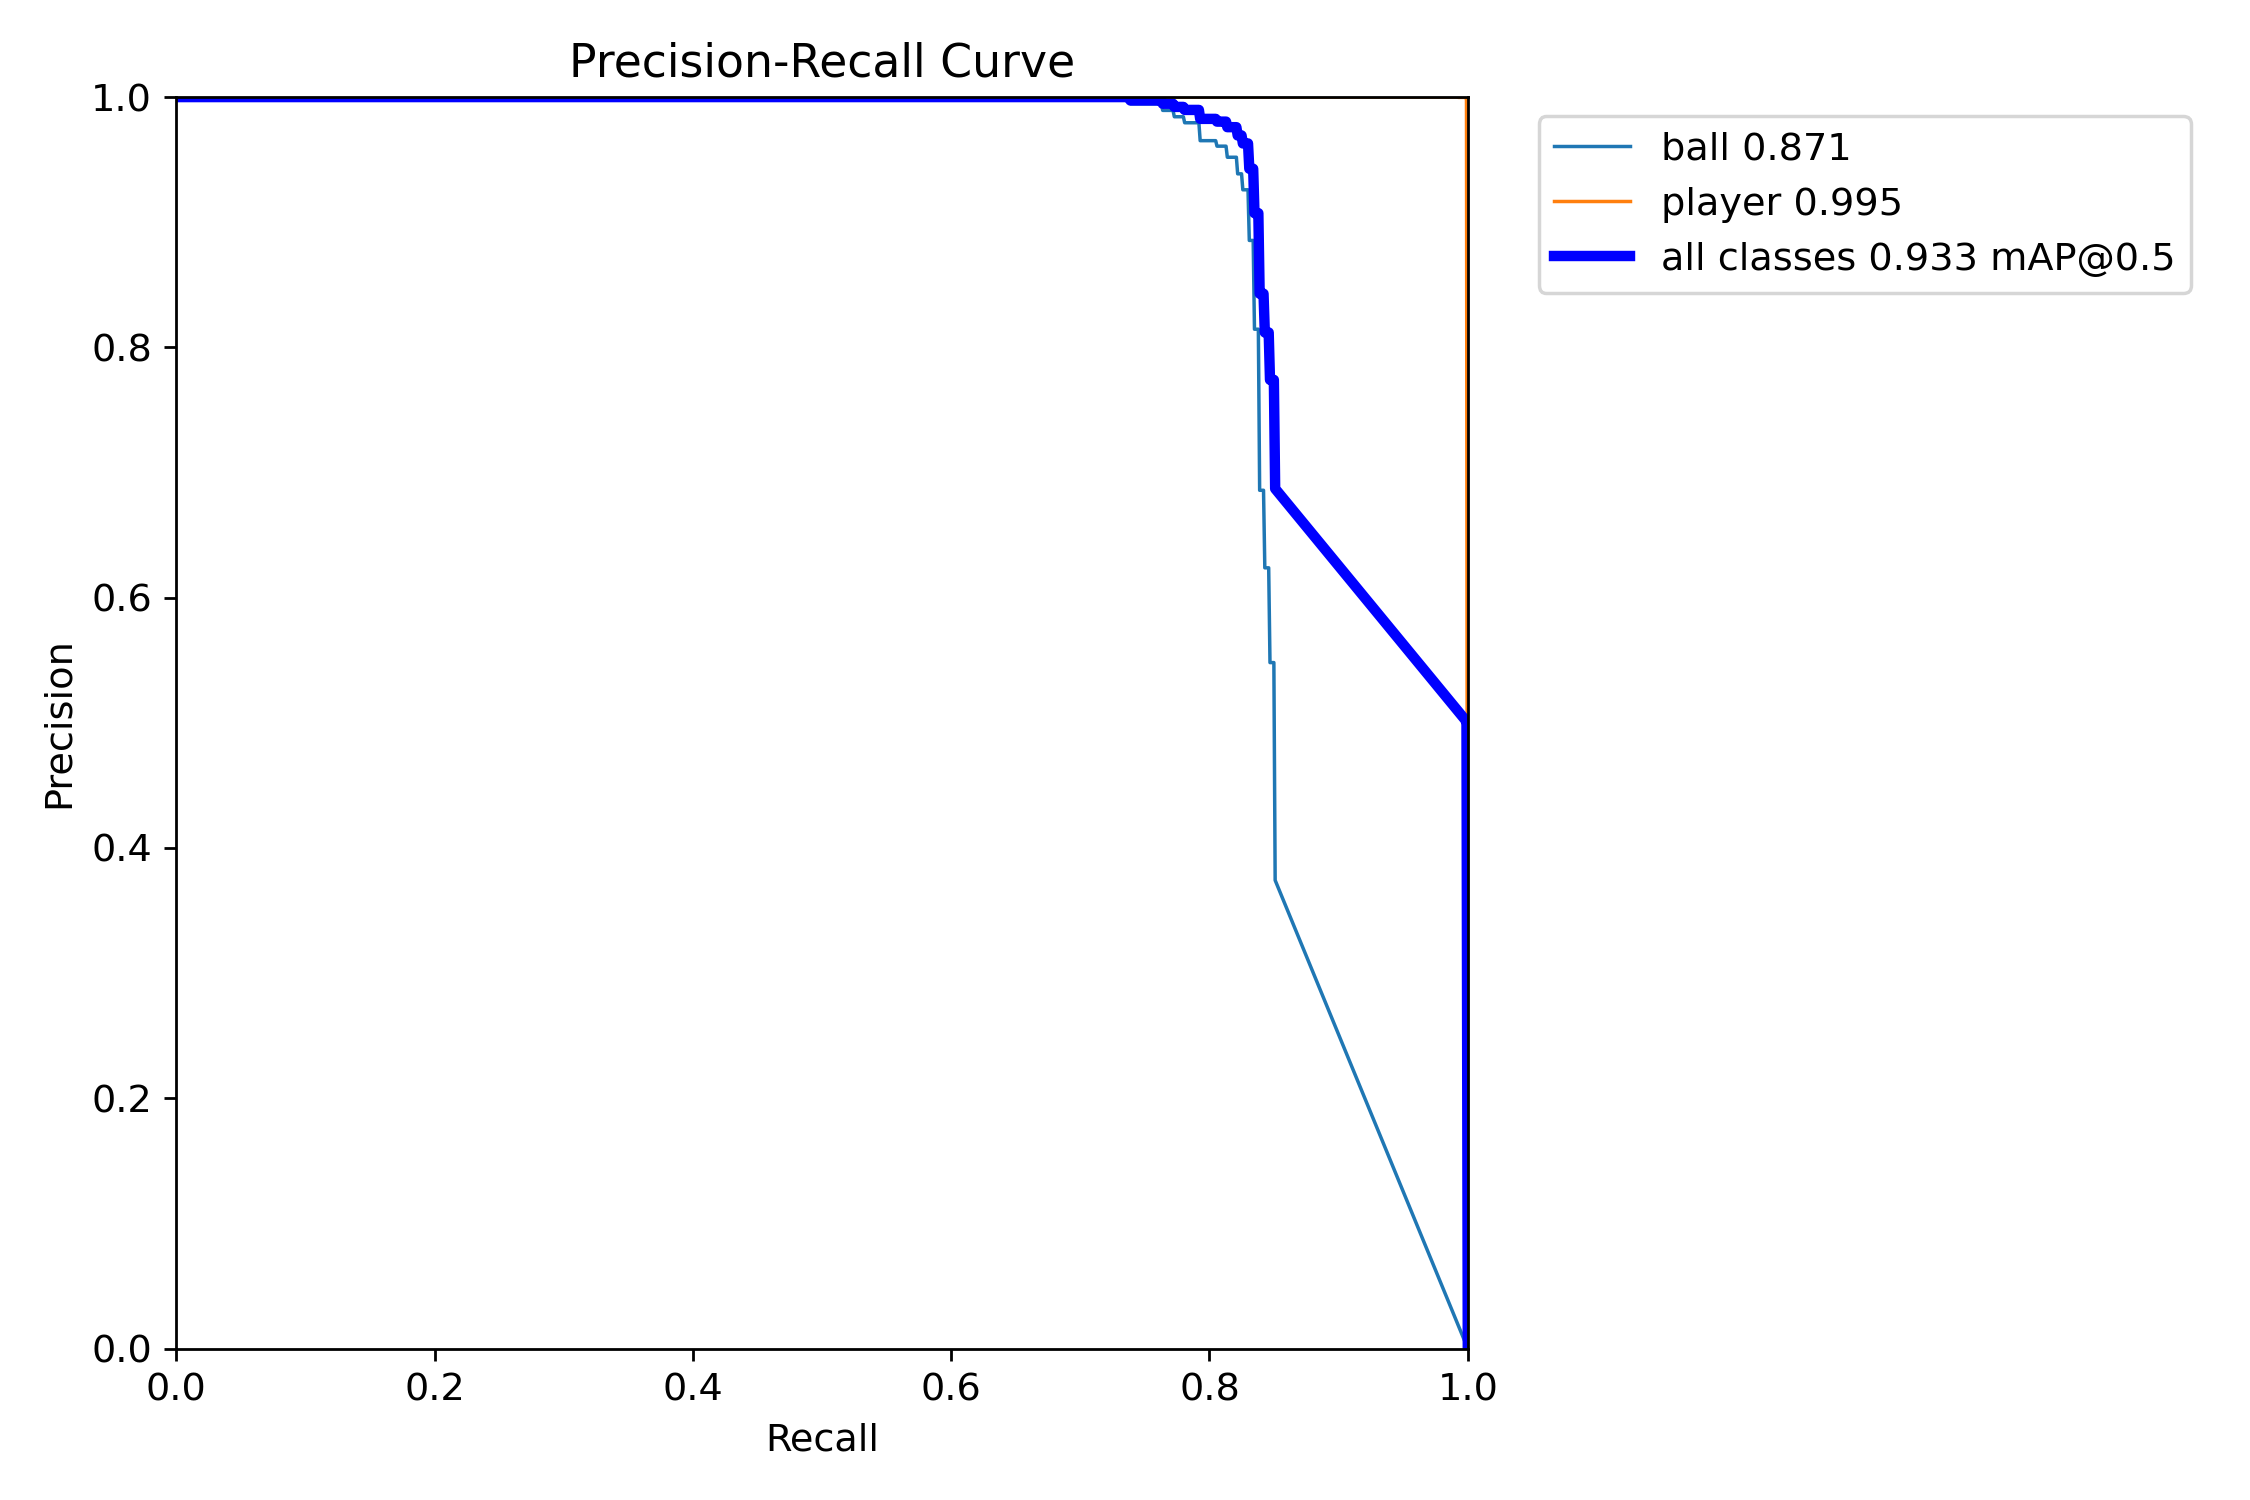 Precision-Recall Curve
1.0
0.8
0.6
0.4
0.2
0.0
Precision
0.0 0.2 0.4 0.6 0.8 1.0
Recall
ball 0.871
player 0.995
all classes 0.933 mAP@0.5